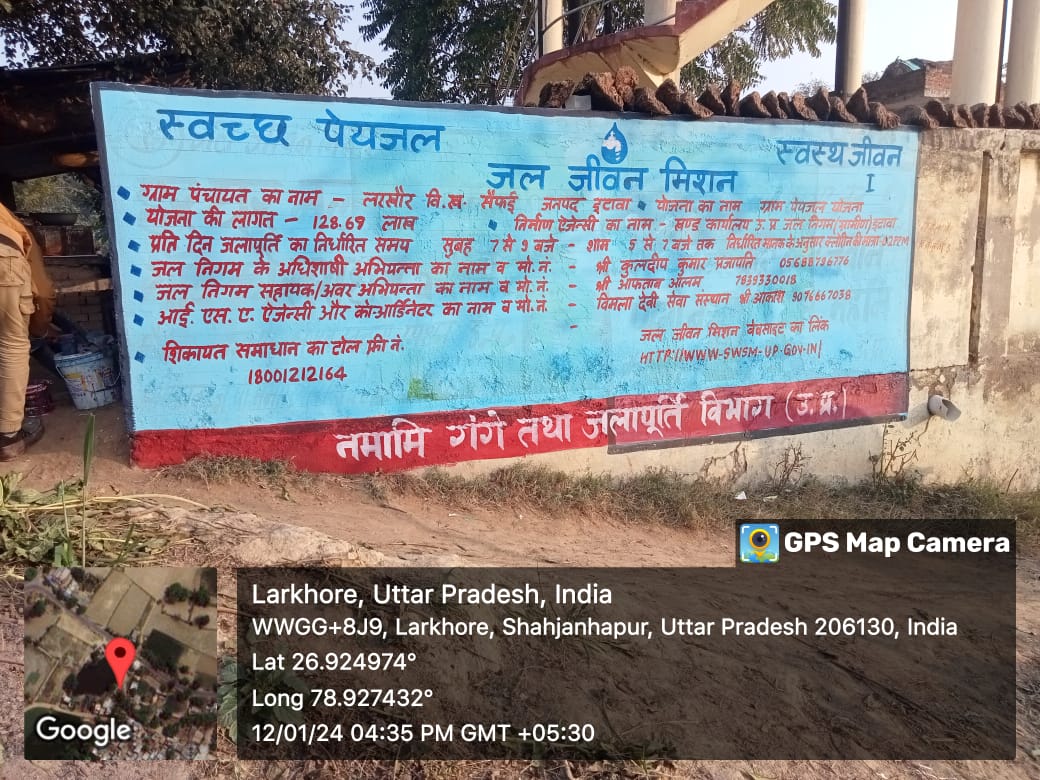 स्वच्छ पेयजल
स्वस्थ जीवन
जल जीवन मिशन
I
ग्राम पंचायत का नाम - लाखौर वि.ख. सैफई जनपद इटावा योजना का नाम ग्राम पेयजल योजना
योजना की लागत - 128.69 लाख निर्माण ऐजेन्सी का नाम - खण्ड कार्यालय उ.प्र. जल निगम (ग्रामीण) इटावा
प्रति दिन जलापूर्ति का निर्धारित समय सुबह 7 से 9 बजे - शाम 5 से 7 बजे तक निर्धारित मानक के अनुसार क्लोरीन की मात्रा 0.2 PPM
जल निगम के अधिशाषी अभियन्ता का नाम व मो.नं. - श्री कुलदीप कुमार प्रजापति 05688796776
जल निगम सहायक/अवर अभियन्ता का नाम व मो.नं. - श्री आफताब आलम 7839330018
आई. एस. ए. ऐजेन्सी और को-आर्डिनेटर का नाम व मो.नं. - विमला देवी सेवा संस्थान श्री आकाश 9076667038
शिकायत समाधान का टोल फ्री नं.
18001212164
जल जीवन मिशन वेबसाइट का लिंक
HTTP://WWW-SWSM-UP-GOV-IN/
नमामि गंगे तथा जलापूर्ति विभाग (उ.प्र.)
GPS Map Camera
Larkhore, Uttar Pradesh, India
WWGG+8J9, Larkhore, Shahjanhapur, Uttar Pradesh 206130, India
Lat 26.924974°
Long 78.927432°
12/01/24 04:35 PM GMT +05:30
Google